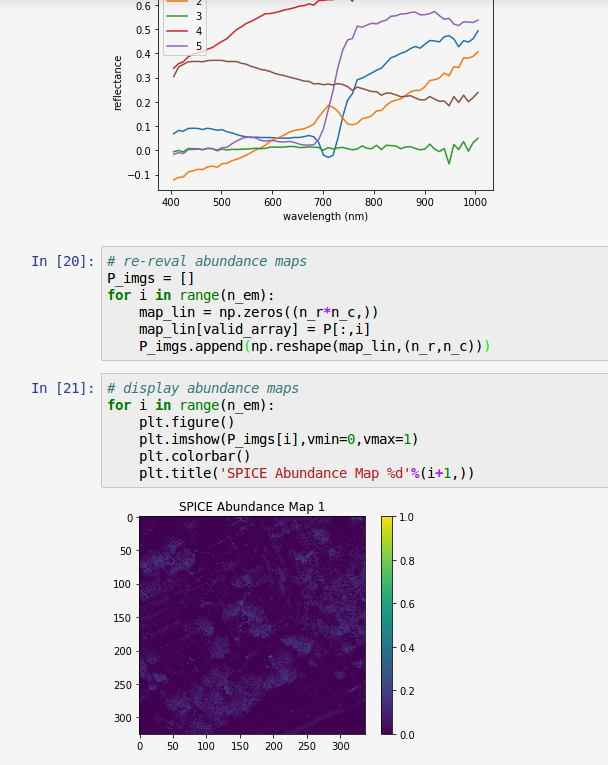 0.6
2
3
4
5
0.5
0.4
0.3
0.2
0.1
0.0
−0.1
reflectance
400 500 600 700 800 900 1000
wavelength (nm)
In [20]: # re-reval abundance maps
P_imgs = []
for i in range(n_em):
    map_lin = np.zeros((n_r*n_c,))
    map_lin[valid_array] = P[:,i]
    P_imgs.append(np.reshape(map_lin,(n_r,n_c)))
In [21]: # display abundance maps
for i in range(n_em):
    plt.figure()
    plt.imshow(P_imgs[i],vmin=0,vmax=1)
    plt.colorbar()
    plt.title('SPICE Abundance Map %d'%(i+1,))
SPICE Abundance Map 1
0
50
100
150
200
250
300
0 50 100 150 200 250 300
1.0
0.8
0.6
0.4
0.2
0.0